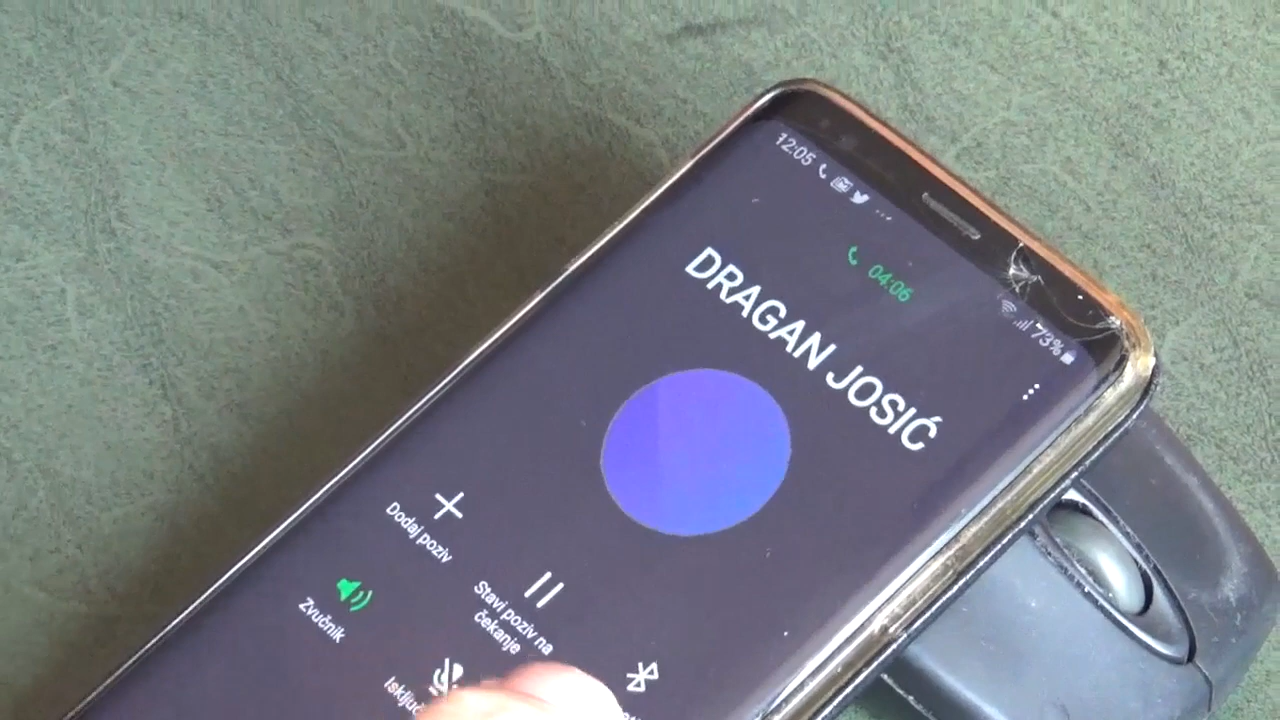 12:05
73%
04:06
DRAGAN JOSIĆ
Dodaj poziv
Stavi poziv na
čekanje
Zvučnik